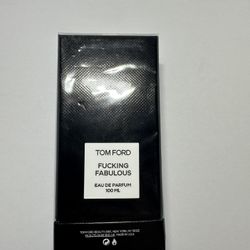 TOM FORD
FUCKING
FABULOUS
EAU DE PARFUM
100 ML